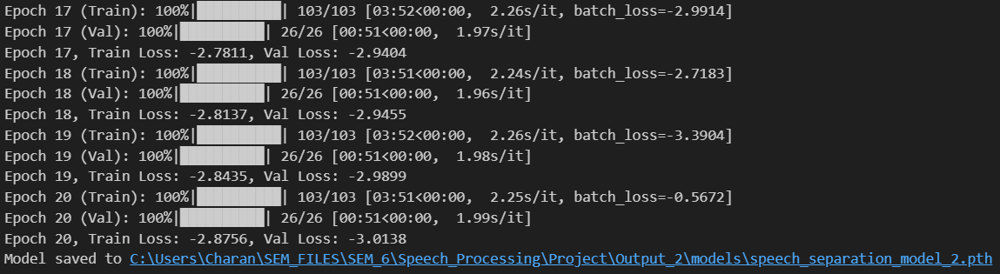 Epoch 17 (Train): 100%|██████████| 103/103 [03:52<00:00,  2.26s/it, batch_loss=-2.9914]
Epoch 17 (Val): 100%|██████████| 26/26 [00:51<00:00,  1.97s/it]
Epoch 17, Train Loss: -2.7811, Val Loss: -2.9404
Epoch 18 (Train): 100%|██████████| 103/103 [03:51<00:00,  2.24s/it, batch_loss=-2.7183]
Epoch 18 (Val): 100%|██████████| 26/26 [00:51<00:00,  1.96s/it]
Epoch 18, Train Loss: -2.8137, Val Loss: -2.9455
Epoch 19 (Train): 100%|██████████| 103/103 [03:52<00:00,  2.26s/it, batch_loss=-3.3904]
Epoch 19 (Val): 100%|██████████| 26/26 [00:51<00:00,  1.98s/it]
Epoch 19, Train Loss: -2.8435, Val Loss: -2.9899
Epoch 20 (Train): 100%|██████████| 103/103 [03:51<00:00,  2.25s/it, batch_loss=-0.5672]
Epoch 20 (Val): 100%|██████████| 26/26 [00:51<00:00,  1.99s/it]
Epoch 20, Train Loss: -2.8756, Val Loss: -3.0138
Model saved to C:\Users\Charan\SEM_FILES\SEM_6\Speech_Processing\Project\Output_2\models\speech_separation_model_2.pth